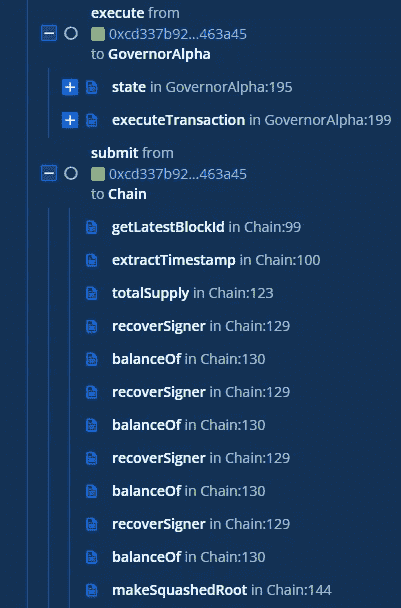 execute from
0xcd337b92...463a45
to GovernorAlpha
state in GovernorAlpha:195
executeTransaction in GovernorAlpha:199
submit from
0xcd337b92...463a45
to Chain
getLatestBlockId in Chain:99
extractTimestamp in Chain:100
totalSupply in Chain:123
recoverSigner in Chain:129
balanceOf in Chain:130
recoverSigner in Chain:129
balanceOf in Chain:130
recoverSigner in Chain:129
balanceOf in Chain:130
recoverSigner in Chain:129
balanceOf in Chain:130
makeSquashedRoot in Chain:144